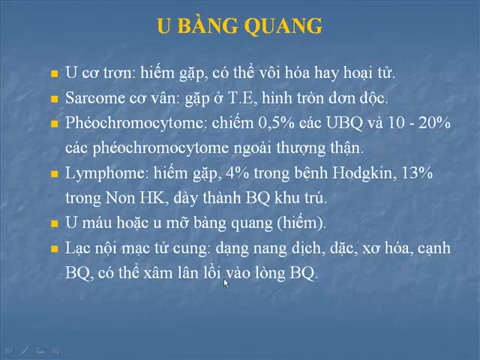 U BÀNG QUANG
U cơ trơn: hiếm gặp, có thể vôi hóa hay hoại tử.
Sarcome cơ vân: gặp ở T.E, hình tròn đơn độc.
Phéochromocytome: chiếm 0,5% các UBQ và 10 - 20%
các phéochromocytome ngoài thượng thận.
Lymphome: hiếm gặp, 4% trong bệnh Hodgkin, 13%
trong Non HK, dày thành BQ khu trú.
U máu hoặc u mỡ bàng quang (hiếm).
Lạc nội mạc tử cung: dạng nang dịch, đặc, xơ hóa, cạnh
BQ, có thể xâm lân lồi vào lòng BQ.